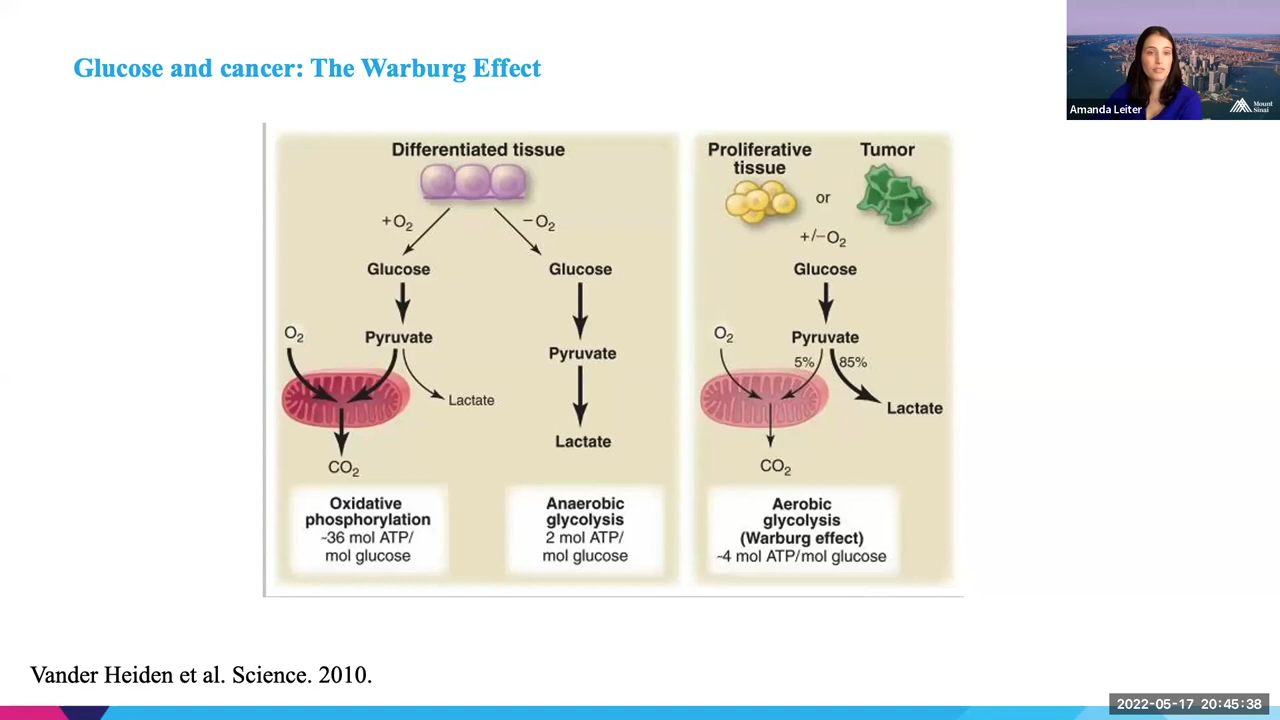 Glucose and cancer: The Warburg Effect
Amanda Leiter
Mount
Sinai
Differentiated tissue
+O₂
−O₂
Glucose
Glucose
O₂
Pyruvate
Pyruvate
Lactate
Lactate
CO₂
Oxidative
phosphorylation
~36 mol ATP/
mol glucose
Anaerobic
glycolysis
2 mol ATP/
mol glucose
Proliferative
tissue
or
Tumor
+/−O₂
Glucose
O₂
Pyruvate
5%
85%
Lactate
CO₂
Aerobic
glycolysis
(Warburg effect)
~4 mol ATP/mol glucose
Vander Heiden et al. Science. 2010.
2022-05-17 20:45:38